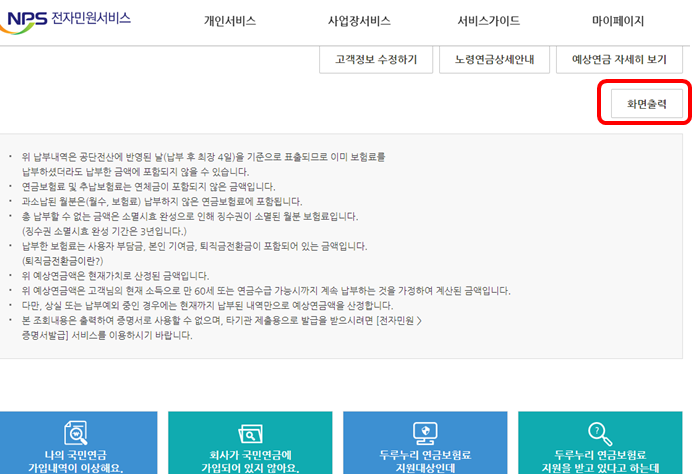 NPS 전자민원서비스
개인서비스 사업장서비스 서비스가이드 마이페이지
고객정보 수정하기 노령연금상세안내 예상연금 자세히 보기
화면출력
• 위 납부내역은 공단전산에 반영된 날(납부 후 최장 4일)을 기준으로 표출되므로 이미 보험료를
납부하셨더라도 납부한 금액에 포함되지 않을 수 있습니다.
• 연금보험료 및 추납보험료는 연체금이 포함되지 않은 금액입니다.
• 과소납된 월분은(월수, 보험료) 납부하지 않은 연금보험료에 포함됩니다.
• 총 납부할 수 없는 금액은 소멸시효 완성으로 인해 징수권이 소멸된 월분 보험료입니다.
(징수권 소멸시효 완성 기간은 3년입니다.)
• 납부한 보험료는 사용자 부담금, 본인 기여금, 퇴직금전환금이 포함되어 있는 금액입니다.
(퇴직금전환금이란?)
• 위 예상연금액은 현재가치로 산정된 금액입니다.
• 위 예상연금액은 고객님의 현재 소득으로 만 60세 또는 연금수급 가능시까지 계속 납부하는 것을 가정하여 계산된 금액입니다.
• 다만, 상실 또는 납부예외 중인 경우에는 현재까지 납부된 내역만으로 예상연금액을 산정합니다.
• 본 조회내용은 출력하여 증명서로 사용할 수 없으며, 타기관 제출용으로 발급을 받으시려면 [전자민원 >
증명서발급] 서비스를 이용하시기 바랍니다.
나의 국민연금 회사가 국민연금에 두루누리 연금보험료 두루누리 연금보험료
가입내역이 이상해요. 가입되어 있지 않아요. 지원대상인데 지원을 받고 있다고 하는데